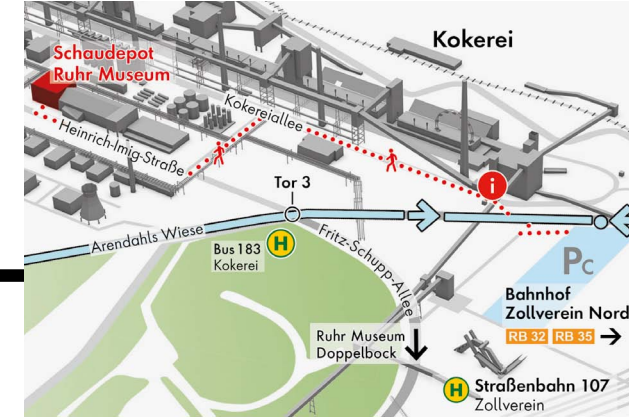 Kokerei
Schaudepot
Ruhr Museum
Kokereiallee
Heinrich-Imig-Straße
i
Tor 3
Arendahls Wiese
Bus 183
Kokerei
H
Fritz-Schupp-Allee
PC
Bahnhof
Zollverein Nord
RB 32 RB 35
Ruhr Museum
Doppelbock
H
Straßenbahn 107
Zollverein